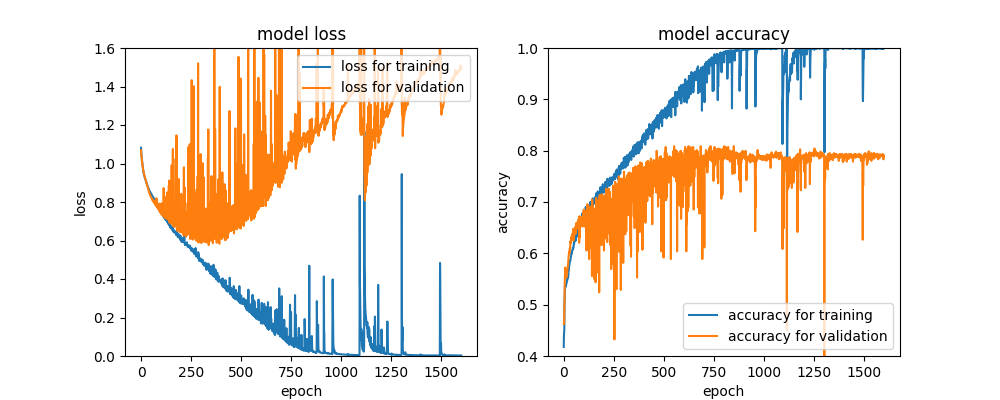 model loss
loss
1.6
1.4
1.2
1.0
0.8
0.6
0.4
0.2
0.0
loss for training
loss for validation
0 250 500 750 1000 1250 1500
epoch
model accuracy
accuracy
1.0
0.9
0.8
0.7
0.6
0.5
0.4
accuracy for training
accuracy for validation
0 250 500 750 1000 1250 1500
epoch